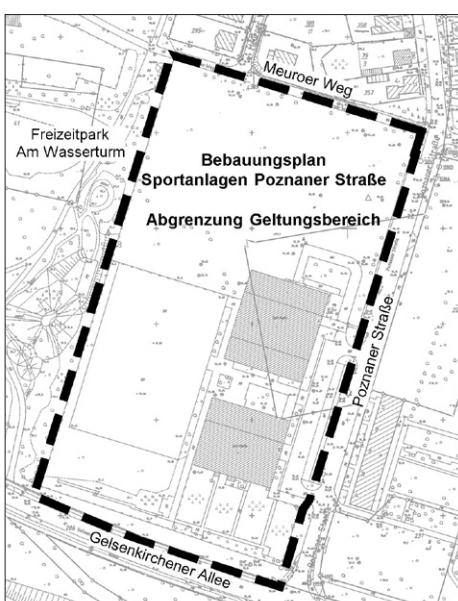 Meuroer Weg
Freizeitpark
Am Wasserturm
Bebauungsplan
Sportanlagen Poznaner Straße
Abgrenzung Geltungsbereich
Poznaner Straße
Gelsenkirchener Allee